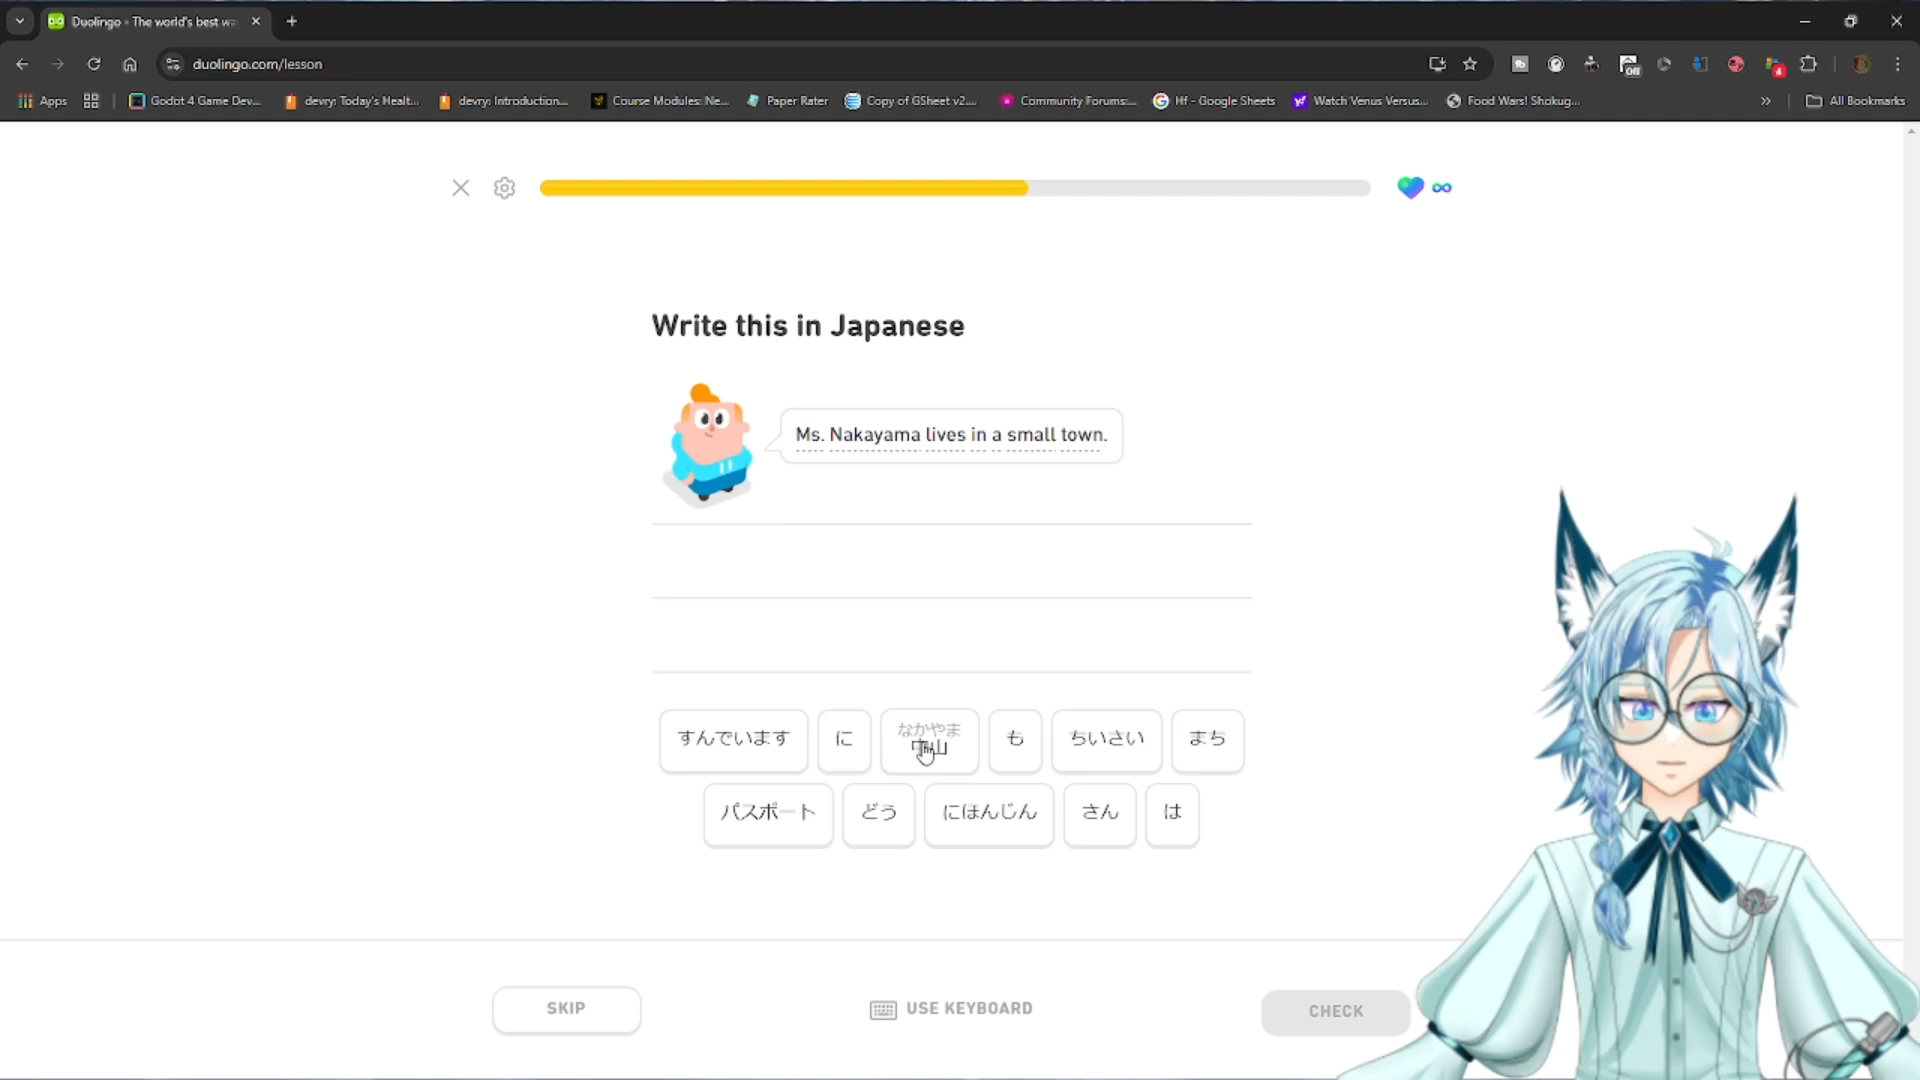 Duolingo - The world's best wa
duolingo.com/lesson
Off
4
Apps
Godot 4 Game Dev...
devry: Today's Healt...
devry: Introduction...
Course Modules: Ne...
Paper Rater
Copy of GSheet v2....
Community Forums:...
Hf - Google Sheets
Watch Venus Versus...
Food Wars! Shokug...
»
All Bookmarks
Write this in Japanese
Ms. Nakayama lives in a small town.
すんでいます
に
なかやま
中山
も
ちいさい
まち
パスポート
どう
にほんじん
さん
は
SKIP
USE KEYBOARD
CHECK